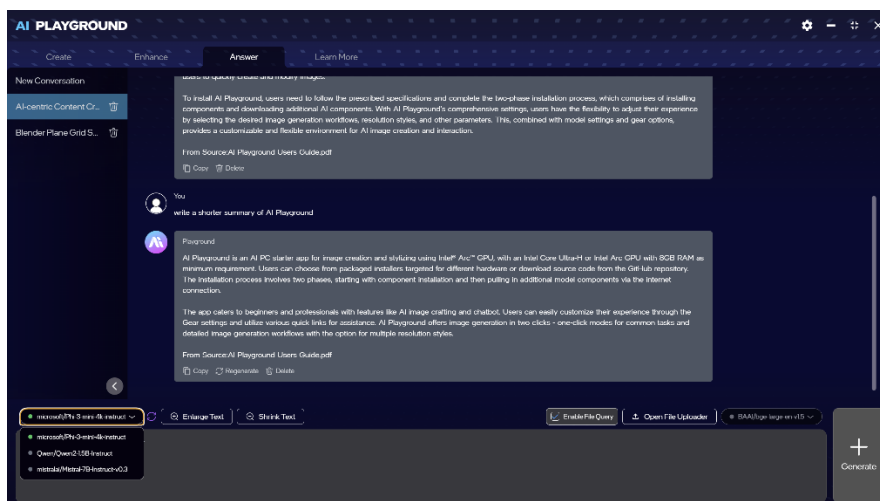 AI PLAYGROUND
Create
Enhance
Answer
Learn More
New Conversation
AI-centric Content Cr...
Blender Plane Grid S...
users to quickly create and modify images.
To install AI Playground, users need to follow the prescribed specifications and complete the two-phase installation process, which comprises of installing
components and downloading additional AI components. With AI Playground's comprehensive settings, users have the flexibility to adjust their experience
by selecting the desired image generation workflows, resolution styles, and other parameters. This, combined with model settings and gear options,
provides a customizable and flexible environment for AI image creation and interaction.
From Source:AI Playground Users Guide.pdf
Copy
Delete
You
write a shorter summary of AI Playground
Playground
AI Playground is an AI PC starter app for image creation and stylizing using Intel® Arc™ GPU, with an Intel Core Ultra-H or Intel Arc GPU with 8GB RAM as
minimum requirement. Users can choose from packaged installers targeted for different hardware or download source code from the GitHub repository.
The installation process involves two phases, starting with component installation and then pulling in additional model components via the internet
connection.
The app caters to beginners and professionals with features like AI image crafting and chatbot. Users can easily customize their experience through the
Gear settings and utilize various quick links for assistance. AI Playground offers image generation in two clicks - one-click modes for common tasks and
detailed image generation workflows with the option for multiple resolution styles.
From Source:AI Playground Users Guide.pdf
Copy
Regenerate
Delete
microsoft/Phi-3-mini-4k-instruct
Enlarge Text
Shrink Text
Enable File Query
Open File Uploader
BAAI/bge-large-en-v1.5
microsoft/Phi-3-mini-4k-instruct
Qwen/Qwen2-1.5B-Instruct
mistralai/Mistral-7B-Instruct-v0.3
Generate